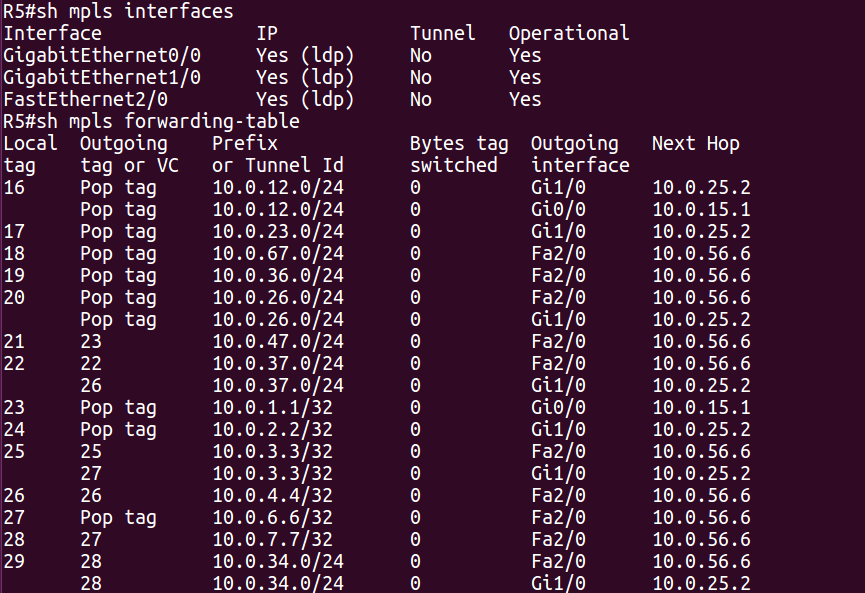 R5#sh mpls interfaces
Interface              IP            Tunnel   Operational
GigabitEthernet0/0     Yes (ldp)     No       Yes
GigabitEthernet1/0     Yes (ldp)     No       Yes
FastEthernet2/0        Yes (ldp)     No       Yes
R5#sh mpls forwarding-table
Local  Outgoing    Prefix            Bytes tag  Outgoing   Next Hop
tag    tag or VC   or Tunnel Id      switched   interface
16     Pop tag     10.0.12.0/24      0          Gi1/0      10.0.25.2
       Pop tag     10.0.12.0/24      0          Gi0/0      10.0.15.1
17     Pop tag     10.0.23.0/24      0          Gi1/0      10.0.25.2
18     Pop tag     10.0.67.0/24      0          Fa2/0      10.0.56.6
19     Pop tag     10.0.36.0/24      0          Fa2/0      10.0.56.6
20     Pop tag     10.0.26.0/24      0          Fa2/0      10.0.56.6
       Pop tag     10.0.26.0/24      0          Gi1/0      10.0.25.2
21     23          10.0.47.0/24      0          Fa2/0      10.0.56.6
22     22          10.0.37.0/24      0          Fa2/0      10.0.56.6
       26          10.0.37.0/24      0          Gi1/0      10.0.25.2
23     Pop tag     10.0.1.1/32       0          Gi0/0      10.0.15.1
24     Pop tag     10.0.2.2/32       0          Gi1/0      10.0.25.2
25     25          10.0.3.3/32       0          Fa2/0      10.0.56.6
       27          10.0.3.3/32       0          Gi1/0      10.0.25.2
26     26          10.0.4.4/32       0          Fa2/0      10.0.56.6
27     Pop tag     10.0.6.6/32       0          Fa2/0      10.0.56.6
28     27          10.0.7.7/32       0          Fa2/0      10.0.56.6
29     28          10.0.34.0/24      0          Fa2/0      10.0.56.6
       28          10.0.34.0/24      0          Gi1/0      10.0.25.2